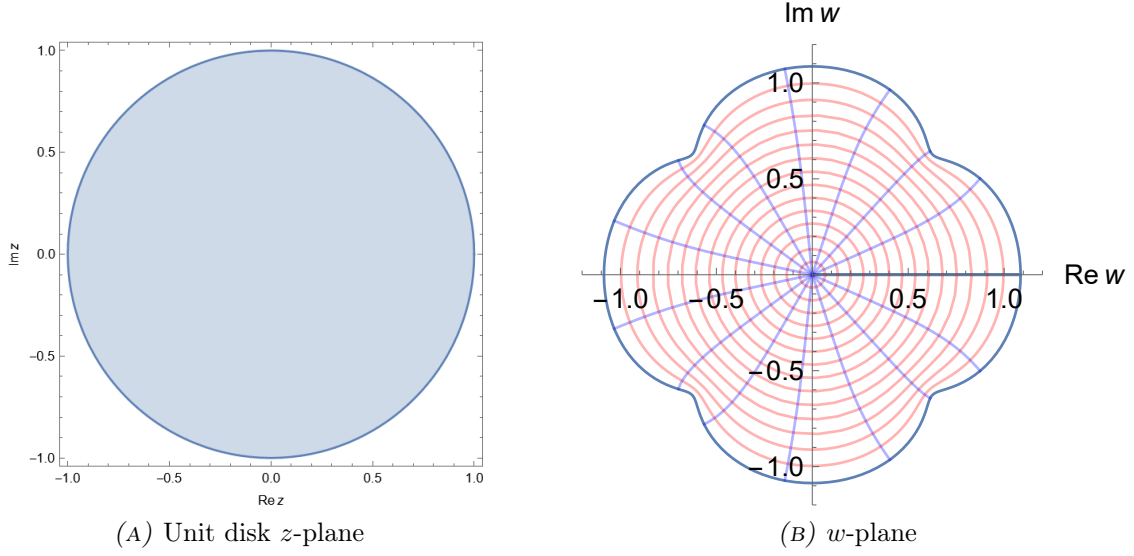 1.0
0.5
0.0
−0.5
−1.0
Im z
−1.0 −0.5 0.0 0.5 1.0
Re z
(A) Unit disk z-plane
Im w
1.0
0.5
−1.0 −0.5 0.5 1.0
Re w
−0.5
−1.0
(B) w-plane